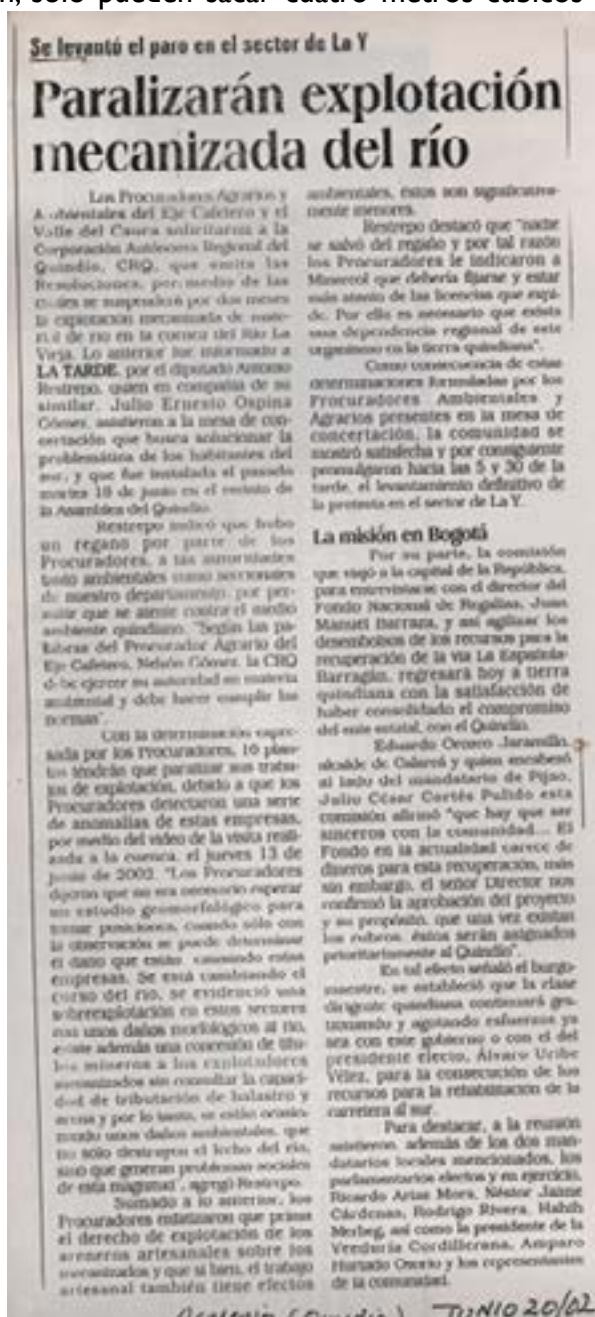 n, sólo pueden sacar cuatro metros cúbicos
Se levantó el paro en el sector de La Y
Paralizarán explotación
mecanizada del río
Los Procuradores Agrarios y
Ambientales del Eje Cafetero y el
Valle del Cauca solicitaron a la
Corporación Autónoma Regional del
Quindío, CRQ, que emita las
Resoluciones, por medio de las
cuales se suspenderá por dos meses
la explotación mecanizada de mate-
rial de río en la cuenca del Río La
Vieja. Lo anterior fue informado a
LA TARDE, por el diputado Antonio
Restrepo, quien en compañía de su
similar, Julio Ernesto Ospina
Gómez, asistieron a la mesa de con-
certación que busca solucionar la
problemática de los habitantes del
sur, y que fue instalada el pasado
martes 18 de junio en el recinto de
la Asamblea del Quindío.
Restrepo indicó que hubo
un regaño por parte de los
Procuradores, a las autoridades
tanto ambientales como seccionales
de nuestro departamento, por per-
mitir que se atente contra el medio
ambiente quindiano. "Según las pa-
labras del Procurador Agrario del
Eje Cafetero, Nelson Gómez, la CRQ
debe ejercer su autoridad en materia
ambiental y debe hacer cumplir las
normas".
Con la determinación expre-
sada por los Procuradores, 16 plan-
tas tendrán que paralizar sus traba-
jos de explotación, debido a que los
Procuradores detectaron una serie
de anomalías de estas empresas,
por medio del video de la visita reali-
zada a la cuenca, el jueves 13 de
junio de 2002. "Los Procuradores
dijeron que no era necesario esperar
un estudio geomorfológico para
tomar posiciones, cuando sólo con
la observación se puede determinar
el daño que están causando estas
empresas. Se está cambiando el
curso del río, se evidenció una
sobreexplotación en estos sectores
con unos daños morfológicos al río,
existe además una concesión de títu-
los mineros a los explotadores
mecanizados sin consultar la capaci-
dad de tributación de balastro y
arena y por lo tanto, se están ocasio-
nando unos daños ambientales, que
no sólo destruyen el lecho del río,
sino que generan problemas sociales
de esta magnitud", agregó Restrepo.
Sumado a lo anterior, los
Procuradores enfatizaron que prima
el derecho de explotación de los
areneros artesanales sobre los
mecanizados y que si bien, el trabajo
artesanal también tiene efectos
ambientales, éstos son significativa-
mente menores.
Restrepo destacó que "nadie
se salvó del regaño y por tal razón
los Procuradores le indicaron a
Minercol que debería fijarse y estar
más atento de las licencias que expi-
de. Por ello es necesario que exista
una dependencia regional de este
organismo en la tierra quindiana".
Como consecuencia de estas
determinaciones formuladas por los
Procuradores Ambientales y
Agrarios presentes en la mesa de
concertación, la comunidad se
mostró satisfecha y por consiguiente
promulgaron hacia las 5 y 30 de la
tarde, el levantamiento definitivo de
la protesta en el sector de La Y.
La misión en Bogotá
Por su parte, la comisión
que viajó a la capital de la República,
para entrevistarse con el director del
Fondo Nacional de Regalías, Juan
Manuel Barraza, y así agilizar los
desembolsos de los recursos para la
recuperación de la vía La Española-
Barragán, regresará hoy a tierra
quindiana con la satisfacción de
haber consolidado el compromiso
del ente estatal, con el Quindío.
Eduardo Orozco Jaramillo,
alcalde de Calarcá y quien encabezó
al lado del mandatario de Pijao,
Julio César Cortés Pulido esta
comisión afirmó "que hay que ser
sinceros con la comunidad... El
Fondo en la actualidad carece de
dineros para esta recuperación, más
sin embargo, el señor Director nos
confirmó la aprobación del proyecto
y su propósito, que una vez existan
los rubros, éstos serán asignados
prioritariamente al Quindío".
En tal efecto señaló el burgo-
maestre, se estableció que la clase
dirigente quindiana continuará ges-
tionando y agotando esfuerzos ya
sea con este gobierno o con el del
presidente electo, Álvaro Uribe
Vélez, para la consecución de los
recursos para la rehabilitación de la
carretera al sur.
Para destacar, a la reunión
asistieron, además de los dos man-
datarios locales mencionados, los
parlamentarios electos y en ejercicio,
Ricardo Arias Mora, Néstor Jaime
Cárdenas, Rodrigo Rivera, Habib
Merheg, así como la presidente de la
Veeduría Cordillerana, Amparo
Hurtado Osorio y los representantes
de la comunidad.
(Quindío) JUNIO 20/02